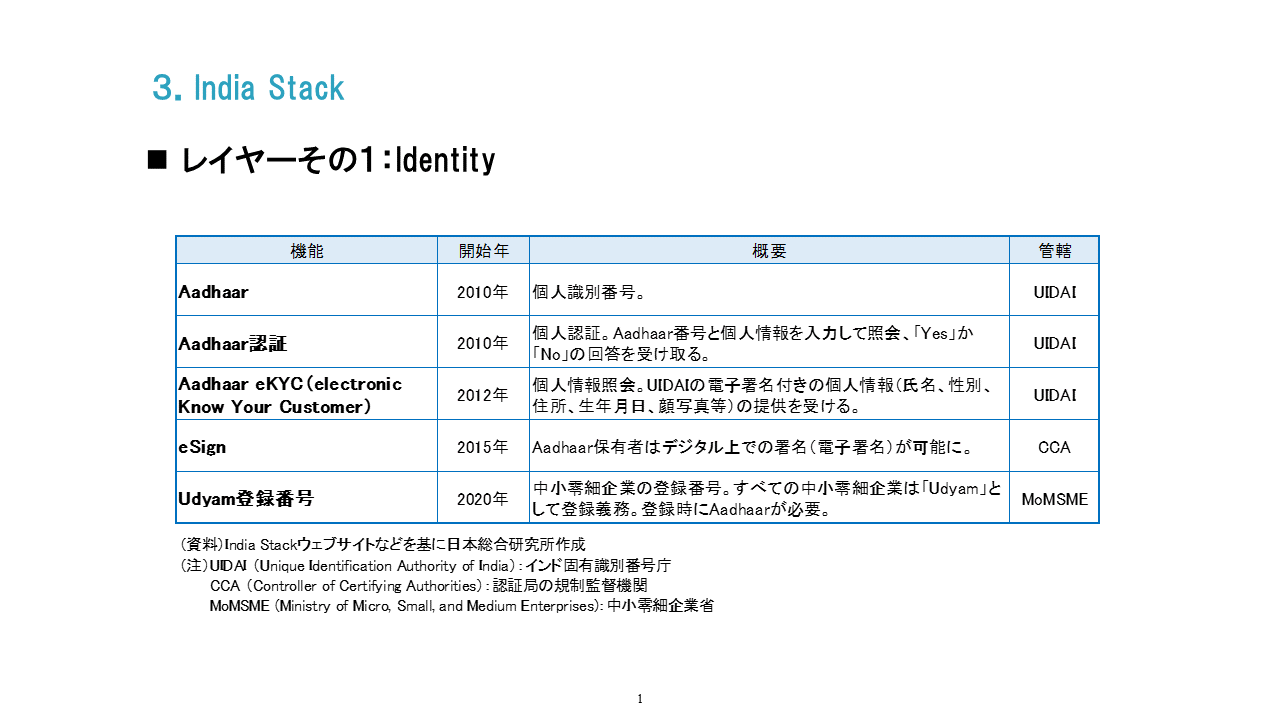 ３．India Stack
■ レイヤーその１：Identity
機能 開始年 概要 管轄
Aadhaar 2010年 個人識別番号。 UIDAI
Aadhaar認証 2010年 個人認証。Aadhaar番号と個人情報を入力して照会、「Yes」か
「No」の回答を受け取る。 UIDAI
Aadhaar eKYC（electronic
Know Your Customer） 2012年 個人情報照会。UIDAIの電子署名付きの個人情報（氏名、性別、
住所、生年月日、顔写真等）の提供を受ける。 UIDAI
eSign 2015年 Aadhaar保有者はデジタル上での署名（電子署名）が可能に。 CCA
Udyam登録番号 2020年 中小零細企業の登録番号。すべての中小零細企業は「Udyam」と
して登録義務。登録時にAadhaarが必要。 MoMSME
（資料）India Stackウェブサイトなどを基に日本総合研究所作成
（注）UIDAI （Unique Identification Authority of India）：インド固有識別番号庁
CCA （Controller of Certifying Authorities）：認証局の規制監督機関
MoMSME （Ministry of Micro, Small, and Medium Enterprises）：中小零細企業省
1